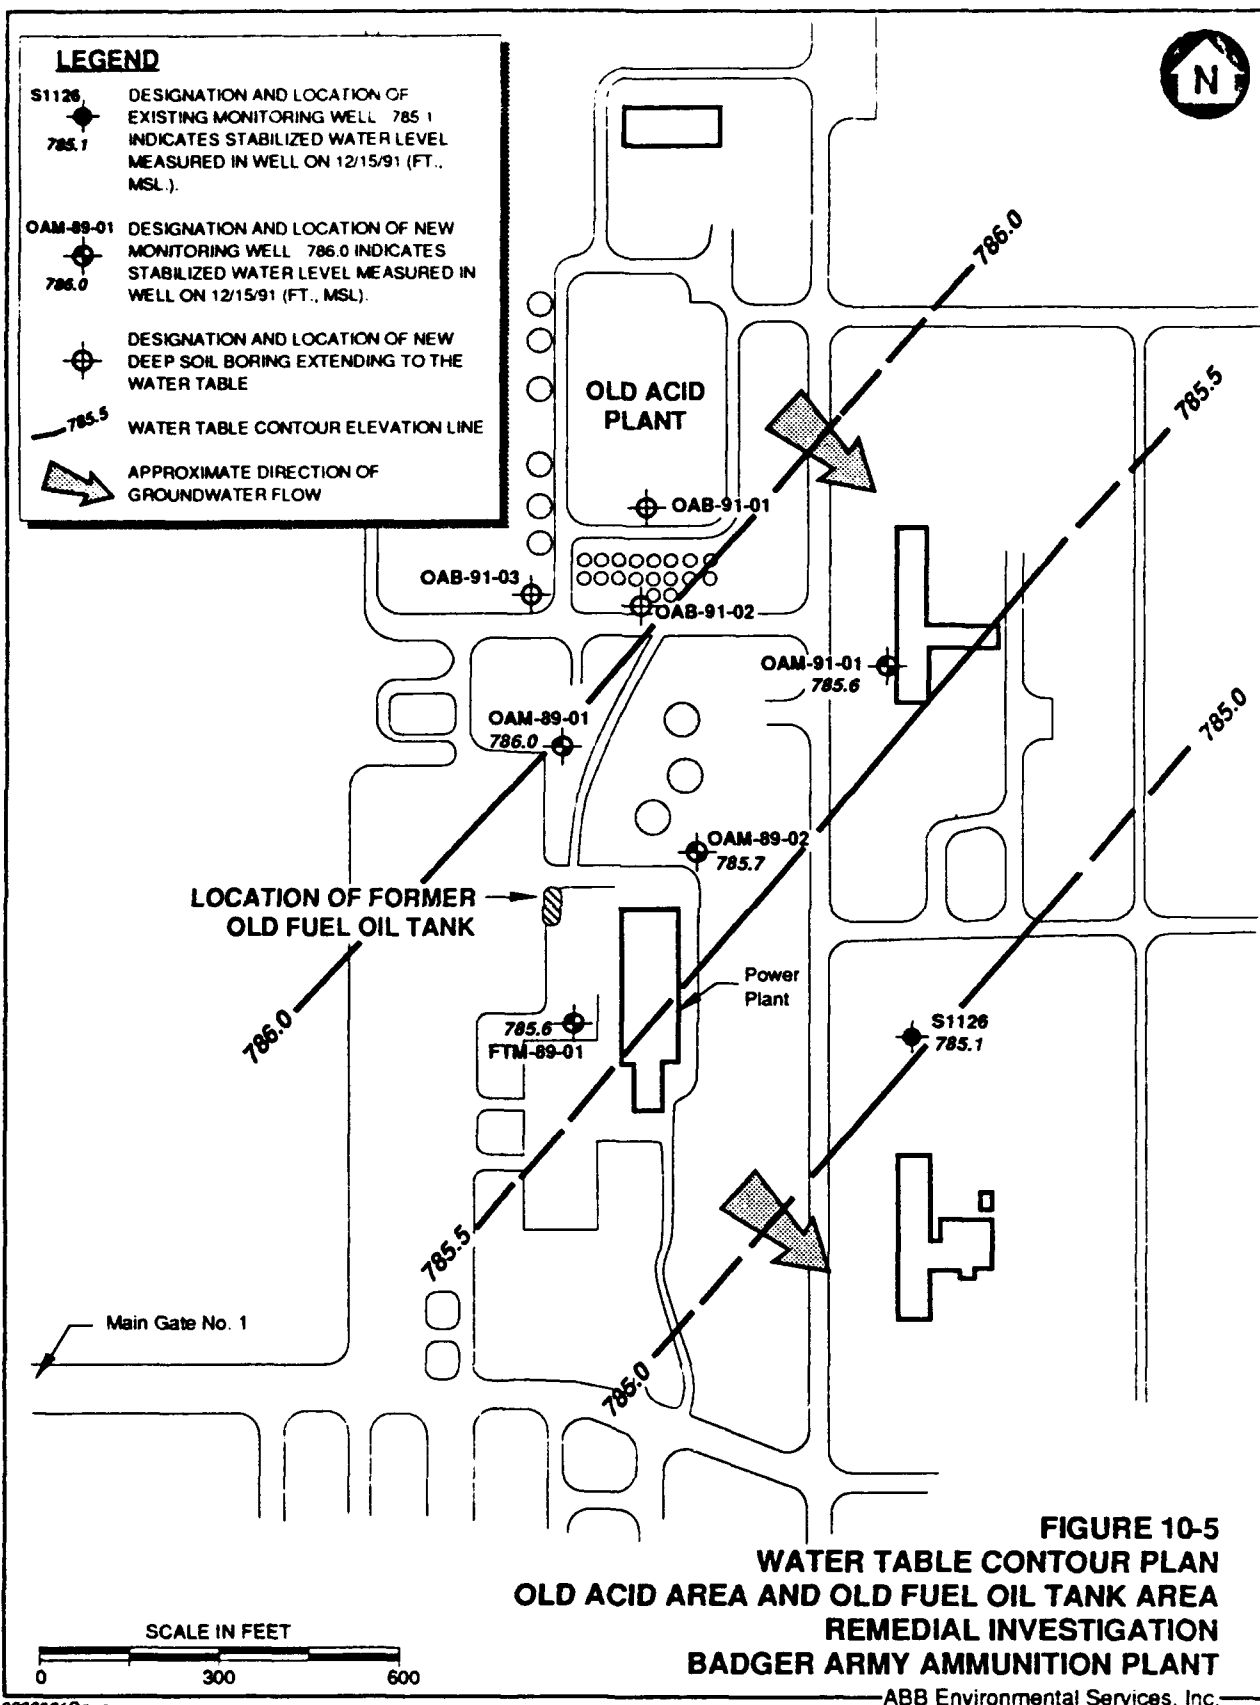 LEGEND
S1126
785.1
DESIGNATION AND LOCATION OF
EXISTING MONITORING WELL 785 1
INDICATES STABILIZED WATER LEVEL
MEASURED IN WELL ON 12/15/91 (FT.,
MSL.).
OAM-89-01
786.0
DESIGNATION AND LOCATION OF NEW
MONITORING WELL 786.0 INDICATES
STABILIZED WATER LEVEL MEASURED IN
WELL ON 12/15/91 (FT., MSL).
DESIGNATION AND LOCATION OF NEW
DEEP SOIL BORING EXTENDING TO THE
WATER TABLE
785.5
WATER TABLE CONTOUR ELEVATION LINE
APPROXIMATE DIRECTION OF
GROUNDWATER FLOW
N
786.0
785.5
OLD ACID
PLANT
OAB-91-01
OAB-91-03
OAB-91-02
OAM-91-01
785.6
785.0
OAM-89-01
786.0
OAM-89-02
785.7
LOCATION OF FORMER
OLD FUEL OIL TANK
Power
Plant
786.0
785.6
FTM-89-01
S1126
785.1
785.5
Main Gate No. 1
785.0
FIGURE 10-5
WATER TABLE CONTOUR PLAN
OLD ACID AREA AND OLD FUEL OIL TANK AREA
REMEDIAL INVESTIGATION
BADGER ARMY AMMUNITION PLANT
SCALE IN FEET
0 300 600
ABB Environmental Services, Inc.